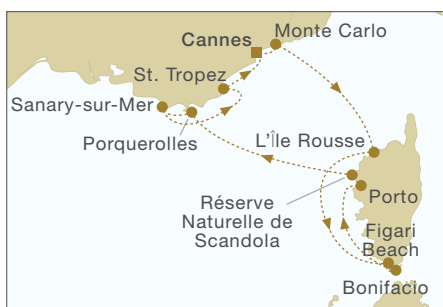 Monte Carlo
Cannes
St. Tropez
Sanary-sur-Mer
Porquerolles
L'Île Rousse
Réserve
Naturelle de
Scandola
Porto
Figari
Beach
Bonifacio